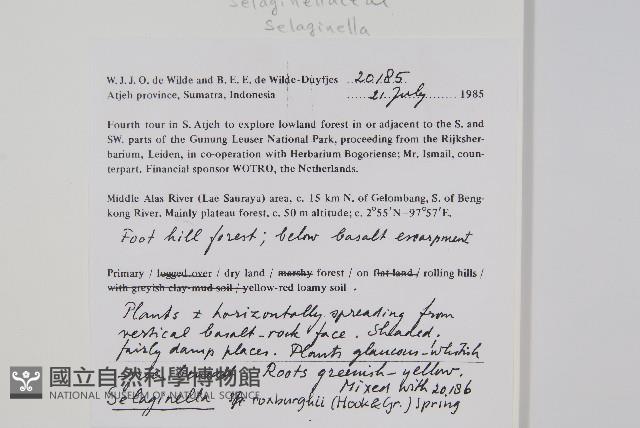 Selaginellaceae
Selaginella
W. J. J. O. de Wilde and B. E. E. de Wilde-Duyfjes ..20,185
Atjeh province, Sumatra, Indonesia ......21 July......... 1985
Fourth tour in S. Atjeh to explore lowland forest in or adjacent to the S. and
SW. parts of the Gunung Leuser National Park, proceeding from the Rijksher-
barium, Leiden, in co-operation with Herbarium Bogoriense; Mr. Ismail, coun-
terpart. Financial sponsor WOTRO, the Netherlands.
Middle Alas River (Lae Sauraya) area, c. 15 km N. of Gelombang, S. of Beng-
kong River. Mainly plateau forest, c. 50 m altitude; c. 2°55'N–97°57'E.
Foot hill forest; below basalt escarpment
Primary / logged over / dry land / marshy forest / on flat land / rolling hills /
with greyish clay-mud soil / yellow-red loamy soil .
Plants ± horizontally spreading from
vertical basalt-rock face. Shaded,
fairly damp places. Plants glaucous-whitish
Roots greenish-yellow.
Mixed with 20,186
Selaginella roxburghii (Hook & Gr.) Spring
國立自然科學博物館
NATIONAL MUSEUM OF NATURAL SCIENCE